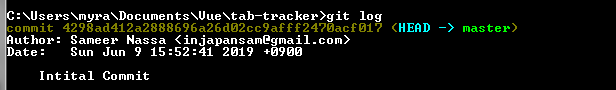 C:\Users\myra\Documents\Vue\tab-tracker>git log
commit 4298ad412a2888696a26d02cc9afff2470acf017 (HEAD -> master)
Author: Sameer Nassa <injapansam@gmail.com>
Date:   Sun Jun 9 15:52:41 2019 +0900
Intital Commit